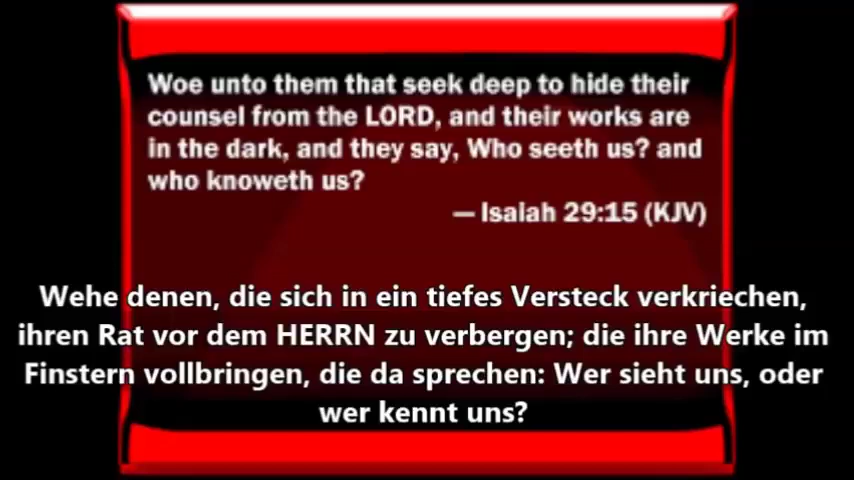 Woe unto them that seek deep to hide their
counsel from the LORD, and their works are
in the dark, and they say, Who seeth us? and
who knoweth us?
— Isaiah 29:15 (KJV)
Wehe denen, die sich in ein tiefes Versteck verkriechen,
ihren Rat vor dem HERRN zu verbergen; die ihre Werke im
Finstern vollbringen, die da sprechen: Wer sieht uns, oder
wer kennt uns?